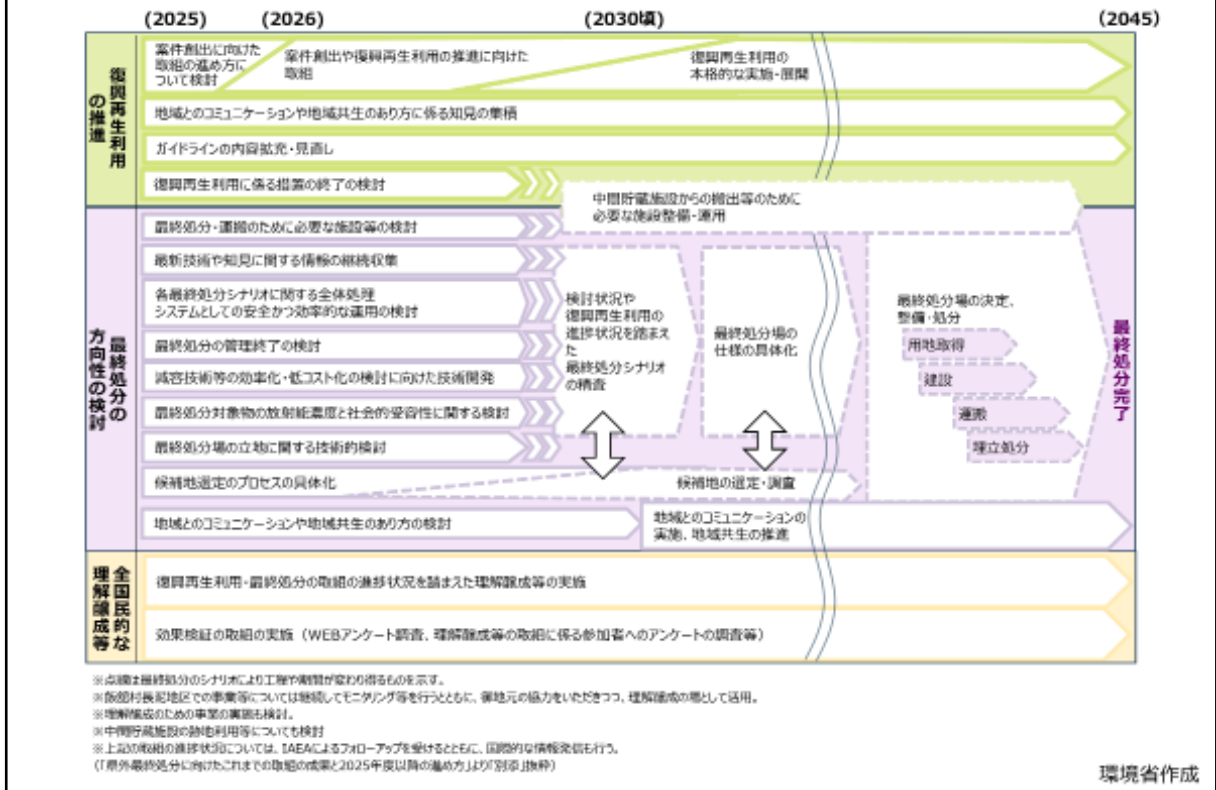 (2025)
(2026)
(2030頃)
(2045)
復興再生利用
の推進
案件創出に向けた
取組の進め方に
ついて検討
案件創出や復興再生利用の推進に向けた
取組
復興再生利用の
本格的な実施・展開
地域とのコミュニケーションや地域共生のあり方に係る知見の集積
ガイドラインの内容拡充・見直し
復興再生利用に係る措置の終了の検討
中間貯蔵施設からの搬出等のために
必要な施設整備・運用
最終処分の
方向性の検討
最終処分・運搬のために必要な施設等の検討
最新技術や知見に関する情報の継続収集
各最終処分シナリオに関する全体処理
システムとしての安全かつ効率的な運用の検討
最終処分の管理終了の検討
減容技術等の効率化・低コスト化の検討に向けた技術開発
最終処分対象物の放射能濃度と社会的受容性に関する検討
最終処分場の立地に関する技術的検討
検討状況や
復興再生利用の
進捗状況を踏まえ
た
最終処分シナリオ
の精査
最終処分場の
仕様の具体化
最終処分場の決定、
整備・処分
用地取得
建設
運搬
埋立処分
最終処分完了
候補地選定のプロセスの具体化
候補地の選定・調査
地域とのコミュニケーションや地域共生のあり方の検討
地域とのコミュニケーションの
実施、地域共生の推進
全国民的な
理解醸成等
復興再生利用・最終処分の取組の進捗状況を踏まえた理解醸成等の実施
効果検証の取組の実施（WEBアンケート調査、理解醸成等の取組に係る参加者へのアンケートの調査等）
※点線は最終処分のシナリオにより工程や期間が変わり得るものを示す。
※飯舘村長泥地区での事業等については継続してモニタリング等を行うとともに、御地元の協力をいただきつつ、理解醸成の場として活用。
※理解醸成のための事業の実施も検討。
※中間貯蔵施設の跡地利用等についても検討
※上記の取組の進捗状況については、IAEAによるフォローアップを受けるとともに、国際的な情報発信も行う。
(「県外最終処分に向けたこれまでの取組の成果と2025年度以降の進め方」より「別添」抜粋)
環境省作成